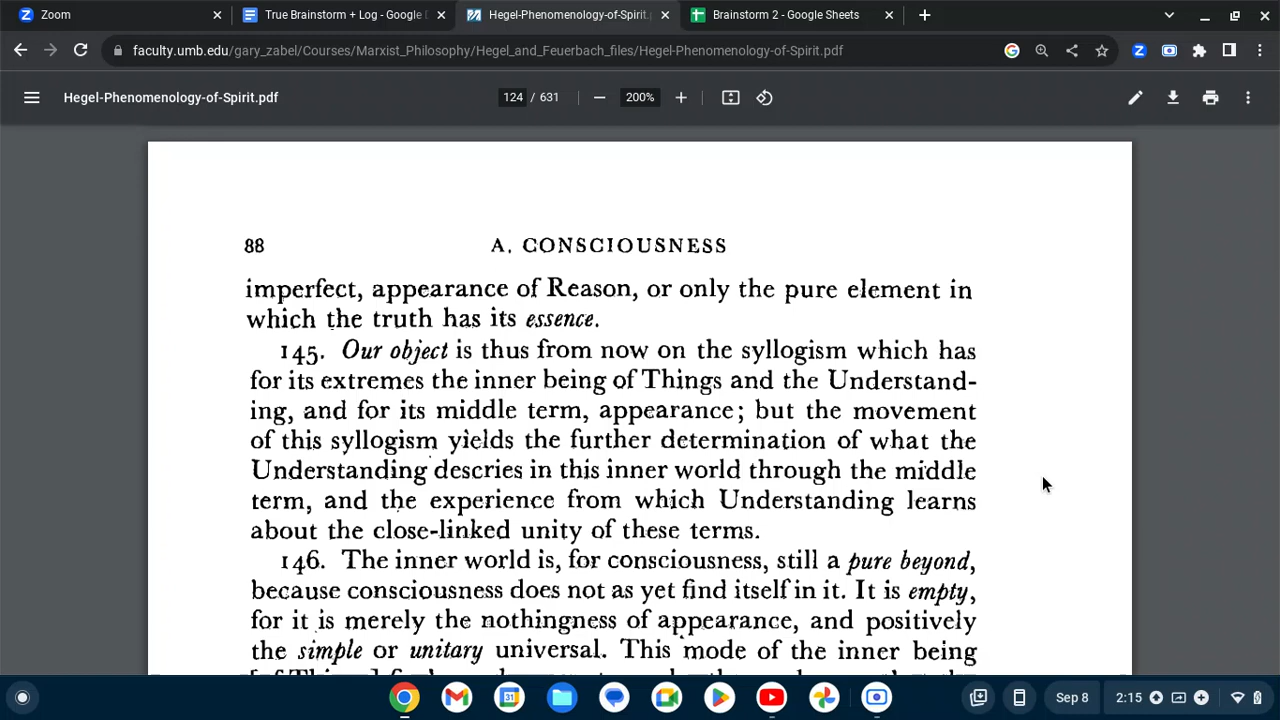 Zoom
True Brainstorm + Log - Google D
Hegel-Phenomenology-of-Spirit.
Brainstorm 2 - Google Sheets
faculty.umb.edu/gary_zabel/Courses/Marxist_Philosophy/Hegel_and_Feuerbach_files/Hegel-Phenomenology-of-Spirit.pdf
Hegel-Phenomenology-of-Spirit.pdf
124 / 631
200%
88 A. CONSCIOUSNESS
imperfect, appearance of Reason, or only the pure element in
which the truth has its essence.
145. Our object is thus from now on the syllogism which has
for its extremes the inner being of Things and the Understand-
ing, and for its middle term, appearance; but the movement
of this syllogism yields the further determination of what the
Understanding descries in this inner world through the middle
term, and the experience from which Understanding learns
about the close-linked unity of these terms.
146. The inner world is, for consciousness, still a pure beyond,
because consciousness does not as yet find itself in it. It is empty,
for it is merely the nothingness of appearance, and positively
the simple or unitary universal. This mode of the inner being
31
Sep 8
2:15